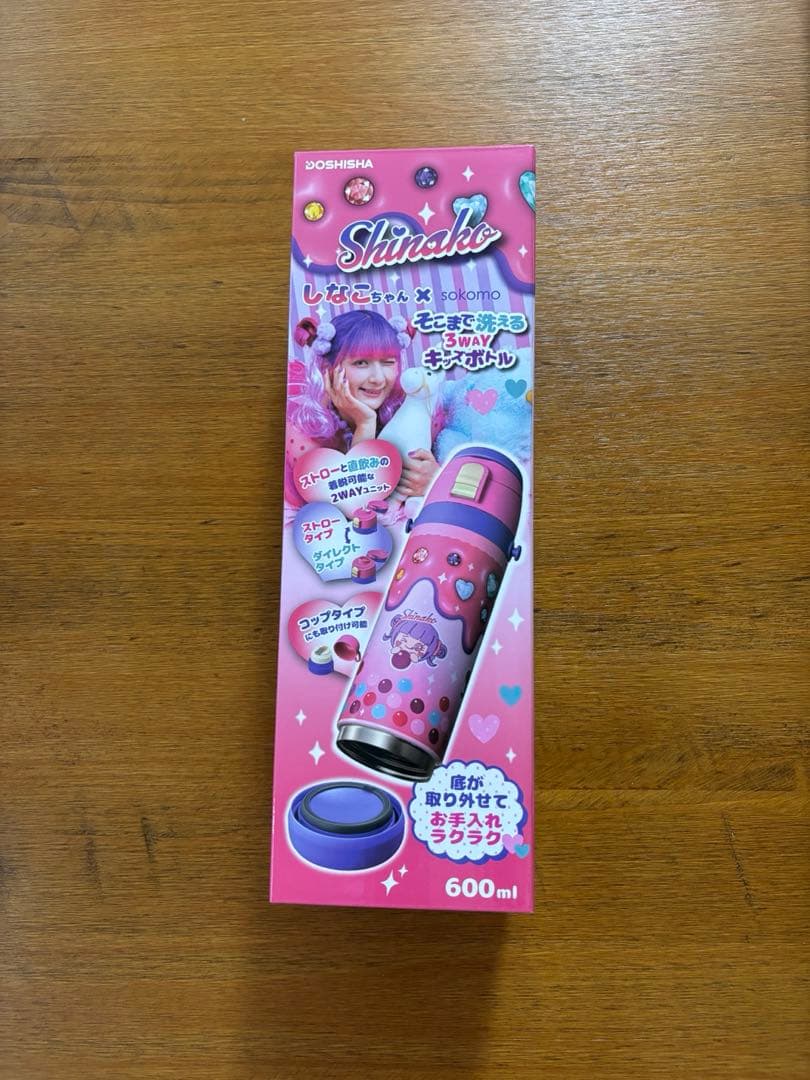 DOSHISHA
Shinako
しなこちゃん × sokomo
そこまで洗える
3WAY
キッズボトル
ストローと直飲みの
着脱可能な
2WAYユニット
ストロー
タイプ
ダイレクト
タイプ
コップタイプ
にも取り付け可能
Shinako
底が
取り外せて
お手入れ
ラクラク
600ml